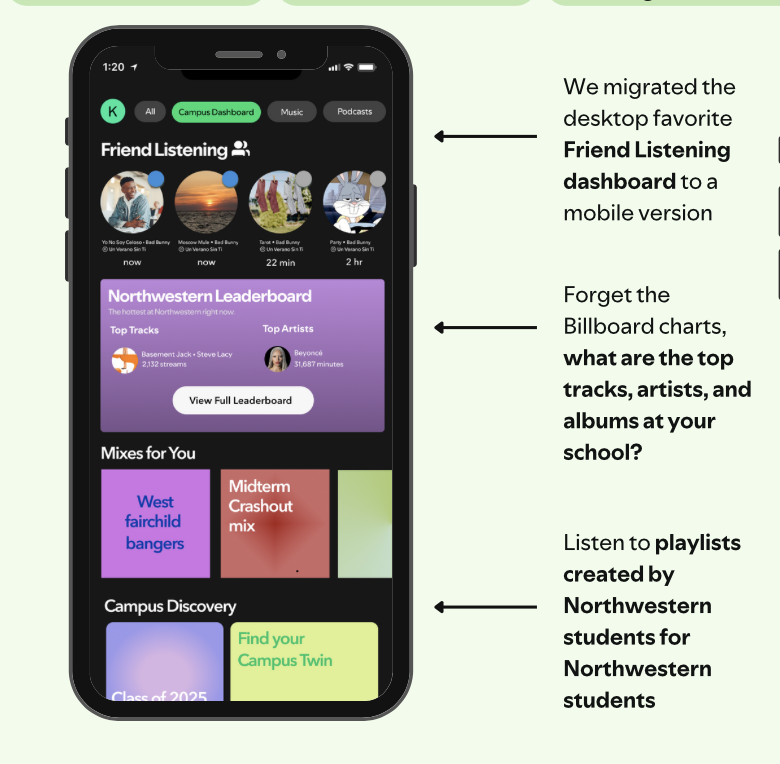 1:20
K
All
Campus Dashboard
Music
Podcasts
Friend Listening
Yo No Soy Celoso • Bad Bunny
Un Verano Sin Ti
now
Moscow Mule • Bad Bunny
Un Verano Sin Ti
now
Tarot • Bad Bunny
Un Verano Sin Ti
22 min
Party • Bad Bunny
Un Verano Sin Ti
2 hr
Northwestern Leaderboard
The hottest at Northwestern right now.
Top Tracks
Basement Jack • Steve Lacy
2,132 streams
Top Artists
Beyoncé
31,687 minutes
View Full Leaderboard
Mixes for You
West
fairchild
bangers
Midterm
Crashout
mix
Campus Discovery
Class of 2025
Find your
Campus Twin
We migrated the
desktop favorite
Friend Listening
dashboard to a
mobile version
Forget the
Billboard charts,
what are the top
tracks, artists, and
albums at your
school?
Listen to playlists
created by
Northwestern
students for
Northwestern
students